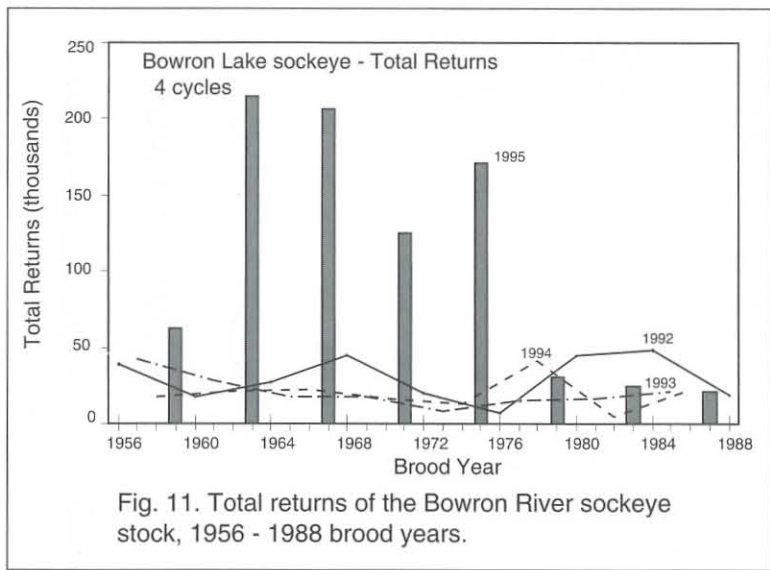 Bowron Lake sockeye - Total Returns
4 cycles
Total Returns (thousands)
250
200
150
100
50
0
1995
1994
1992
1993
1956 1960 1964 1968 1972 1976 1980 1984 1988
Brood Year
Fig. 11. Total returns of the Bowron River sockeye
stock, 1956 - 1988 brood years.